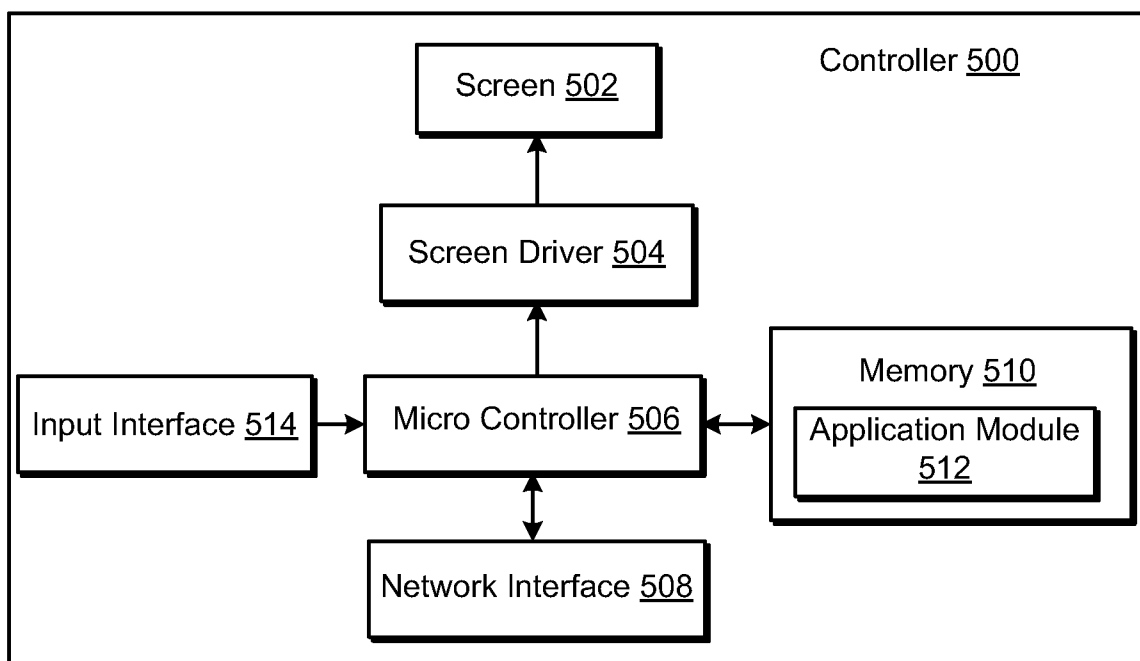 Controller 500
Screen 502
Screen Driver 504
Memory 510
Input Interface 514
Micro Controller 506
Application Module
512
Network Interface 508